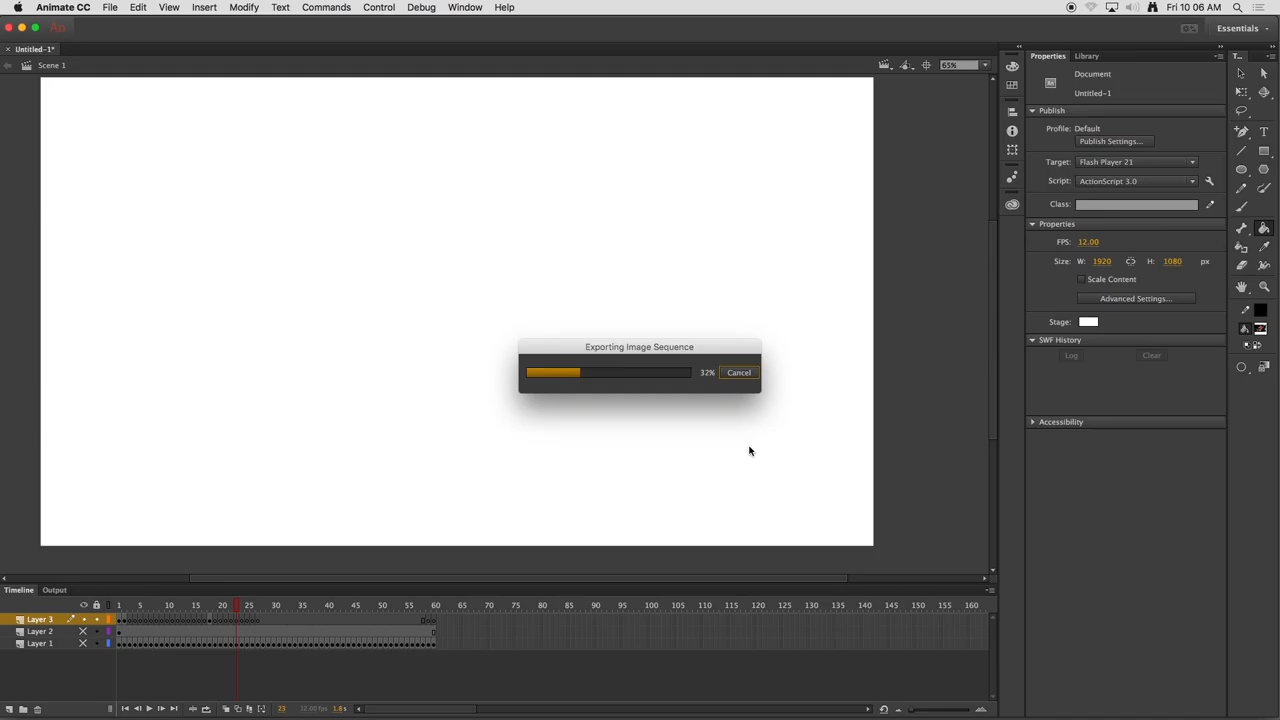 Animate CC File Edit View Insert Modify Text Commands Control Debug Window Help Fri 10 06 AM
An Essentials
Untitled-1*
Scene 1 65%
Properties Library
Document
Untitled-1
Publish
Profile: Default
Publish Settings...
Target: Flash Player 21
Script: ActionScript 3.0
Class:
Properties
FPS: 12.00
Size: W: 1920 H: 1080 px
Scale Content
Advanced Settings...
Stage:
SWF History
Log Clear
Accessibility
Exporting Image Sequence
32% Cancel
Timeline Output
1 5 10 15 20 25 30 35 40 45 50 55 60 65 70 75 80 85 90 95 100 105 110 115 120 125 130 135 140 145 150 155 160
Layer 3
Layer 2
Layer 1
23 12.00 fps 1.8s